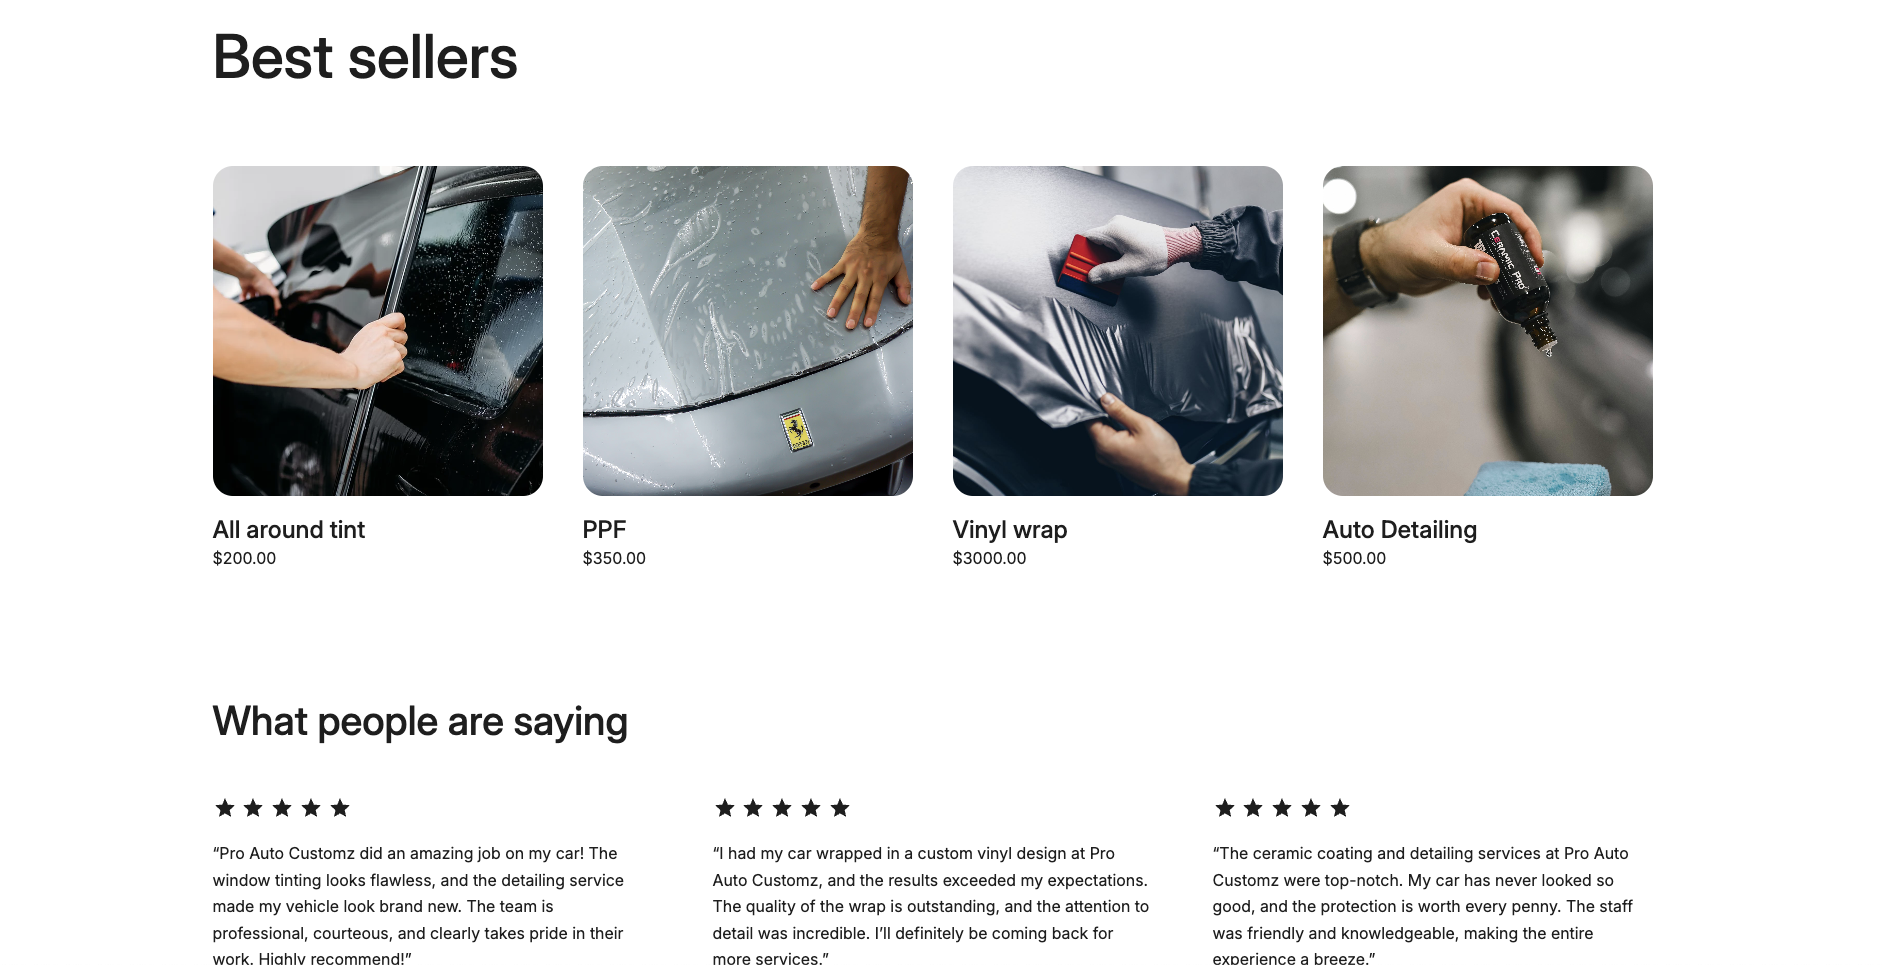 Best sellers
CERAMIC PRO
All around tint
$200.00
PPF
$350.00
Vinyl wrap
$3000.00
Auto Detailing
$500.00
What people are saying
“Pro Auto Customz did an amazing job on my car! The
window tinting looks flawless, and the detailing service
made my vehicle look brand new. The team is
professional, courteous, and clearly takes pride in their
work. Highly recommend!”
“I had my car wrapped in a custom vinyl design at Pro
Auto Customz, and the results exceeded my expectations.
The quality of the wrap is outstanding, and the attention to
detail was incredible. I’ll definitely be coming back for
more services.”
“The ceramic coating and detailing services at Pro Auto
Customz were top-notch. My car has never looked so
good, and the protection is worth every penny. The staff
was friendly and knowledgeable, making the entire
experience a breeze.”